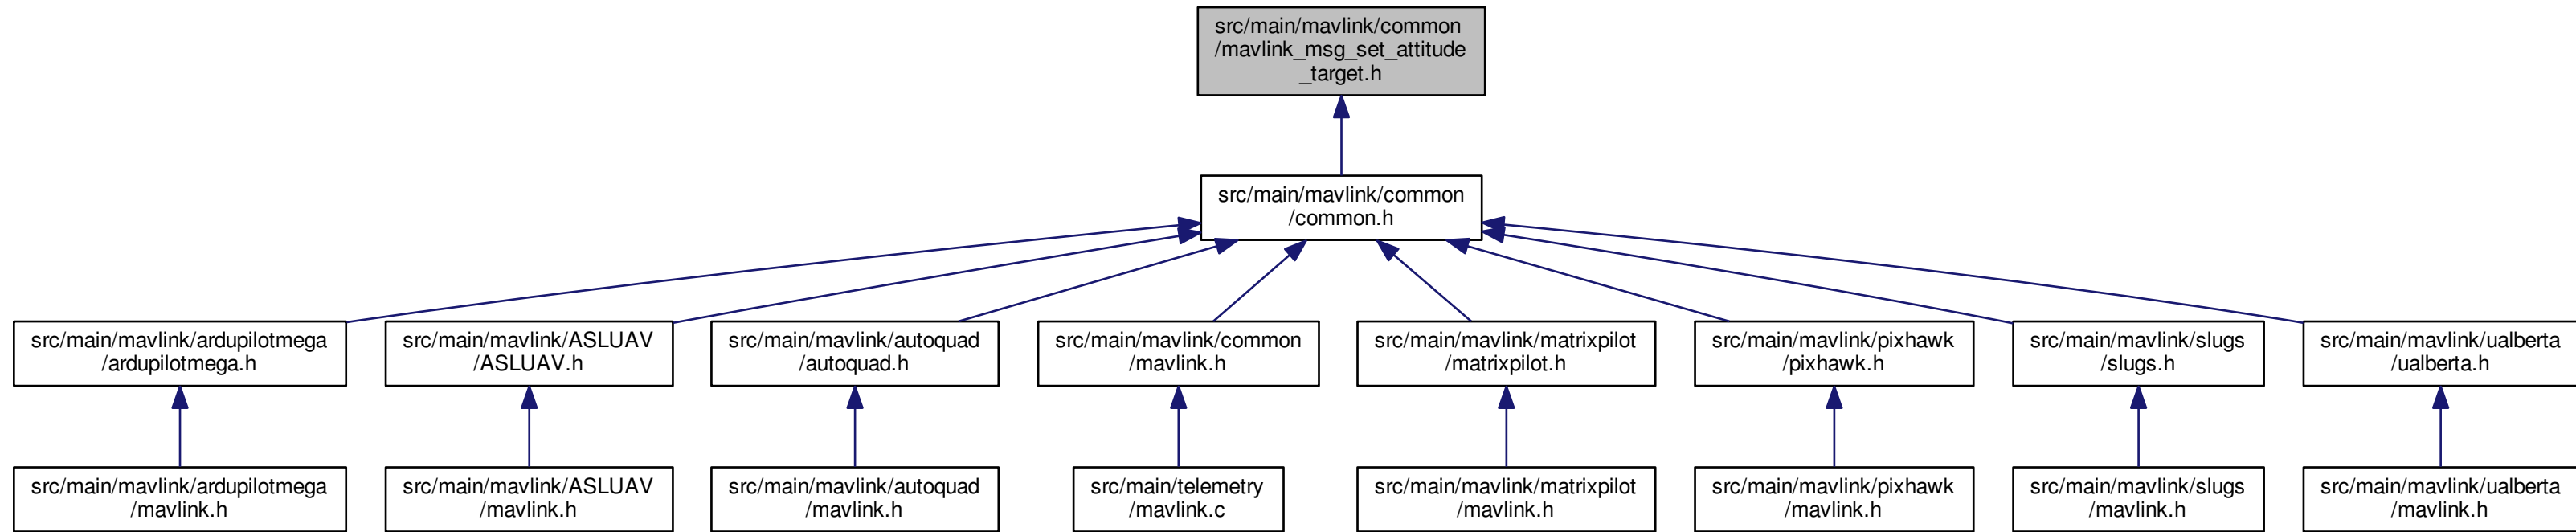 src/main/mavlink/common
/mavlink_msg_set_attitude
_target.h
src/main/mavlink/common
/common.h
src/main/mavlink/ardupilotmega
/ardupilotmega.h
src/main/mavlink/ASLUAV
/ASLUAV.h
src/main/mavlink/autoquad
/autoquad.h
src/main/mavlink/common
/mavlink.h
src/main/mavlink/matrixpilot
/matrixpilot.h
src/main/mavlink/pixhawk
/pixhawk.h
src/main/mavlink/slugs
/slugs.h
src/main/mavlink/ualberta
/ualberta.h
src/main/mavlink/ardupilotmega
/mavlink.h
src/main/mavlink/ASLUAV
/mavlink.h
src/main/mavlink/autoquad
/mavlink.h
src/main/telemetry
/mavlink.c
src/main/mavlink/matrixpilot
/mavlink.h
src/main/mavlink/pixhawk
/mavlink.h
src/main/mavlink/slugs
/mavlink.h
src/main/mavlink/ualberta
/mavlink.h